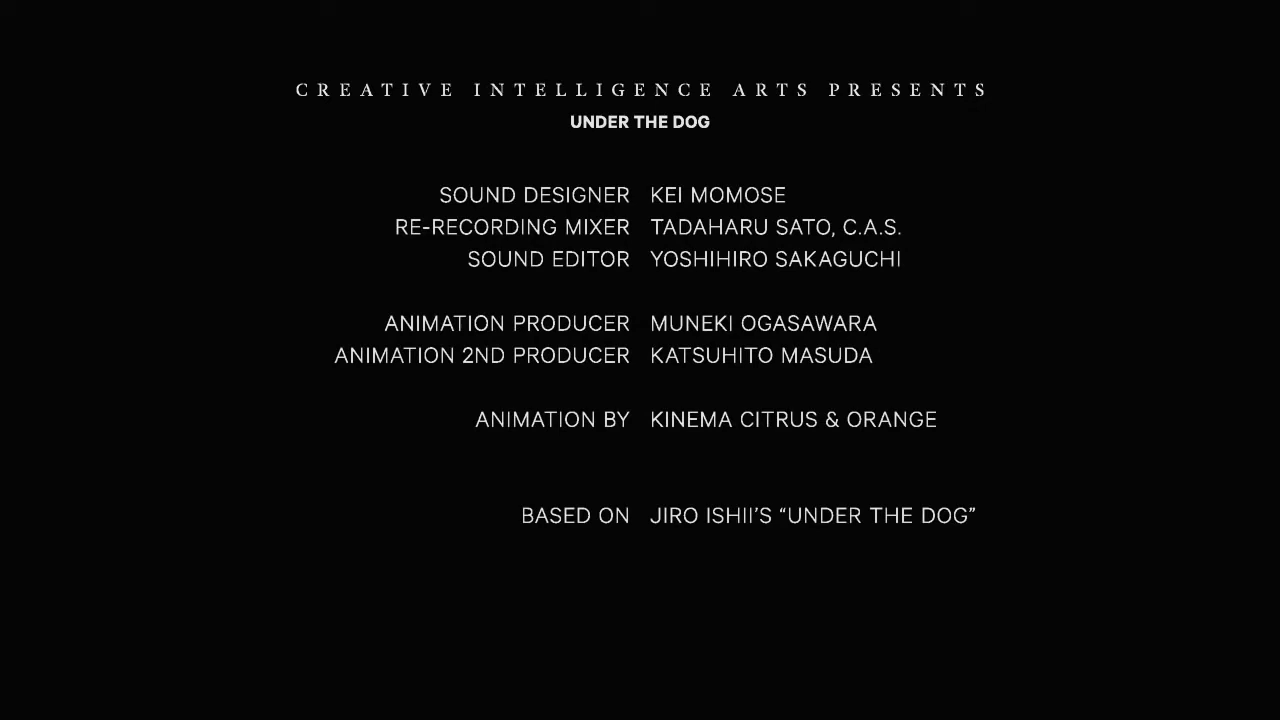 CREATIVE INTELLIGENCE ARTS PRESENTS
UNDER THE DOG
SOUND DESIGNER KEI MOMOSE
RE-RECORDING MIXER TADAHARU SATO, C.A.S.
SOUND EDITOR YOSHIHIRO SAKAGUCHI
ANIMATION PRODUCER MUNEKI OGASAWARA
ANIMATION 2ND PRODUCER KATSUHITO MASUDA
ANIMATION BY KINEMA CITRUS & ORANGE
BASED ON JIRO ISHII’S “UNDER THE DOG”